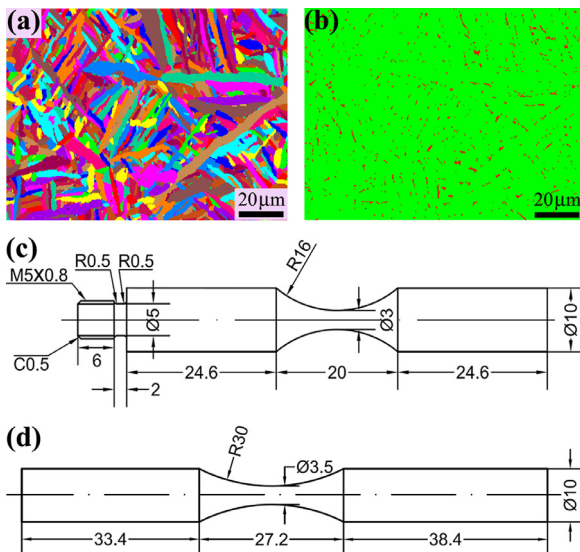 (a)
20μm
(b)
20μm
(c)
M5X0.8
R0.5
R0.5
R16
Ø5
Ø3
Ø10
C0.5
6
2
24.6
20
24.6
(d)
R30
Ø3.5
Ø10
33.4
27.2
38.4